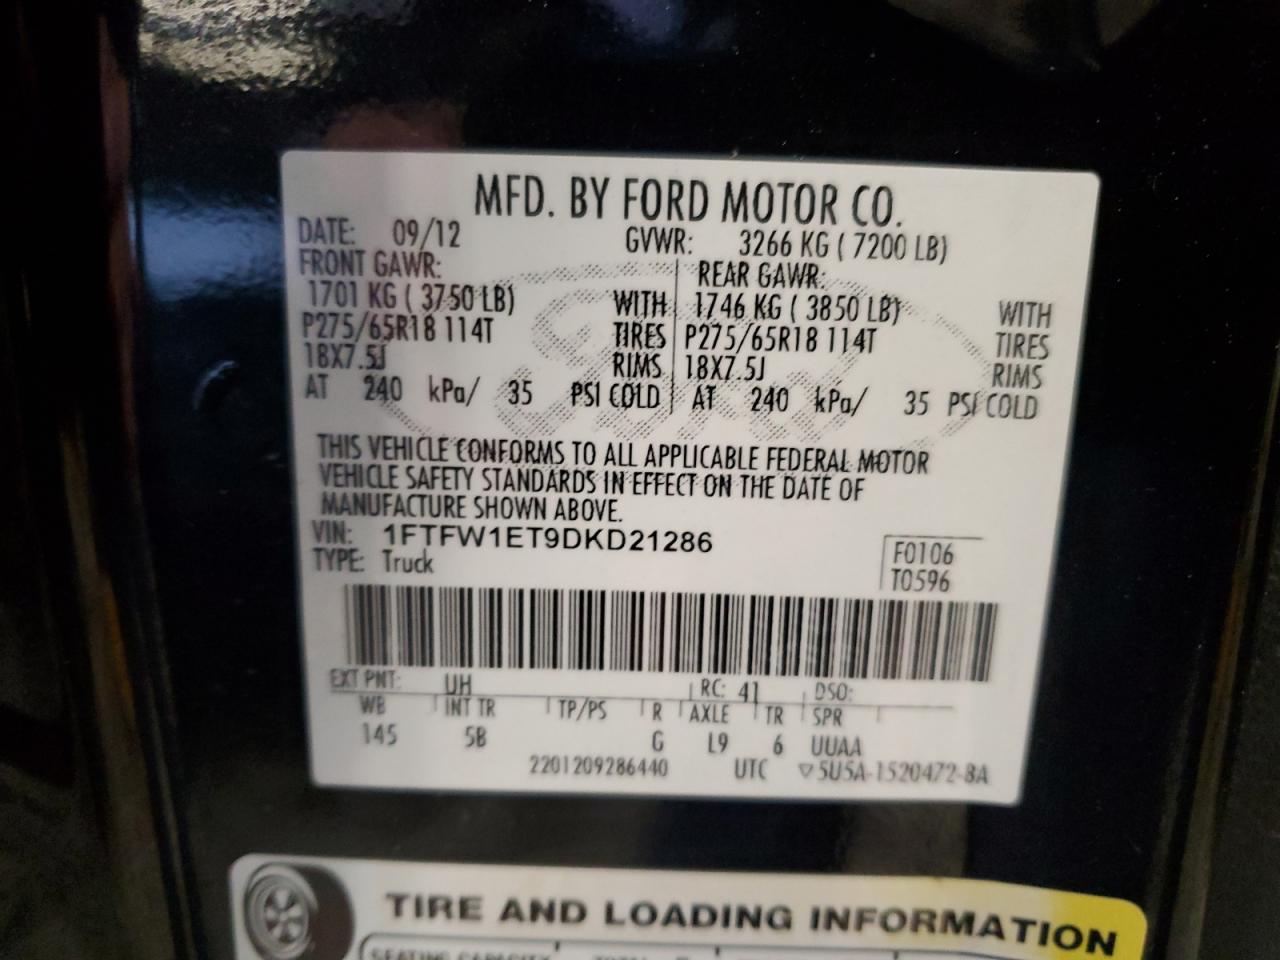 MFD. BY FORD MOTOR CO.
DATE: 09/12 GVWR: 3266 KG ( 7200 LB)
FRONT GAWR: REAR GAWR:
1701 KG ( 3750 LB) WITH 1746 KG ( 3850 LB) WITH
P275/65R18 114T TIRES P275/65R18 114T TIRES
18X7.5J RIMS 18X7.5J RIMS
AT 240 kPa/ 35 PSI COLD AT 240 kPa/ 35 PSI COLD
THIS VEHICLE CONFORMS TO ALL APPLICABLE FEDERAL MOTOR
VEHICLE SAFETY STANDARDS IN EFFECT ON THE DATE OF
MANUFACTURE SHOWN ABOVE.
VIN: 1FTFW1ET9DKD21286
TYPE: Truck
F0106
T0596
EXT PNT: UH RC: 41 DSO:
WB INT TR TP/PS R AXLE TR SPR
145 5B G L9 6 UUAA
2201209286440 UTC ▽5U5A-1520472-BA
TIRE AND LOADING INFORMATION
SEATING CAPACITY